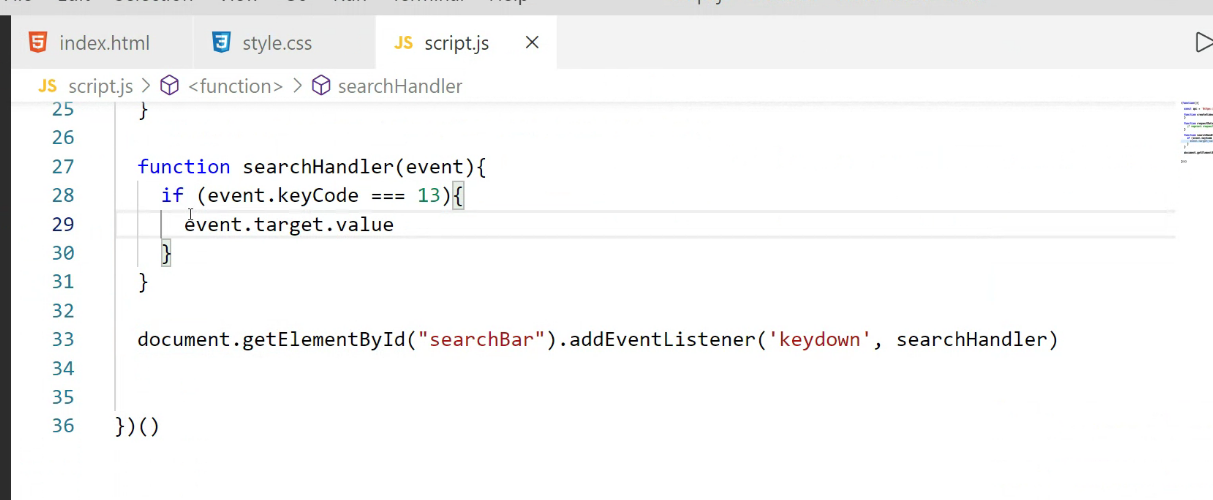 index.html
style.css
JS script.js
JS script.js > <function> > searchHandler
25 }
26
27 function searchHandler(event){
28 if (event.keyCode === 13){
29 event.target.value
30 }
31 }
32
33 document.getElementById("searchBar").addEventListener('keydown', searchHandler)
34
35
36 })()